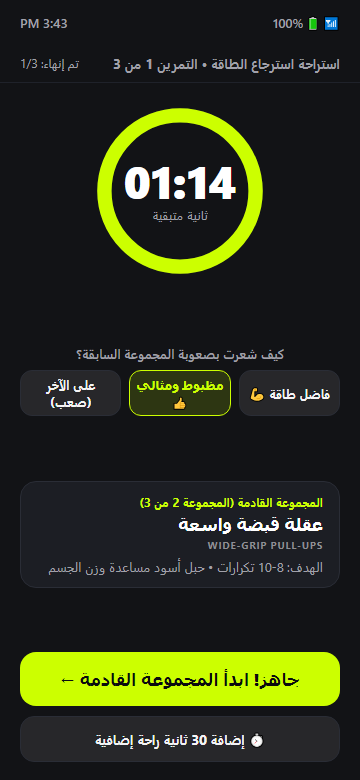 3:43 PM
100% 🔋 📶
استراحة استرجاع الطاقة • التمرين 1 من 3
تم إنهاء: 1/3
01:14
ثانية متبقية
كيف شعرت بصعوبة المجموعة السابقة؟
فاضل طاقة 💪
مظبوط ومثالي 👍
على الآخر (صعب)
المجموعة القادمة (المجموعة 2 من 3)
عقلة قبضة واسعة
WIDE-GRIP PULL-UPS
الهدف: 8-10 تكرارات • حبل أسود مساعدة وزن الجسم
جاهز! ابدأ المجموعة القادمة ←
⏱️ إضافة 30 ثانية راحة إضافية